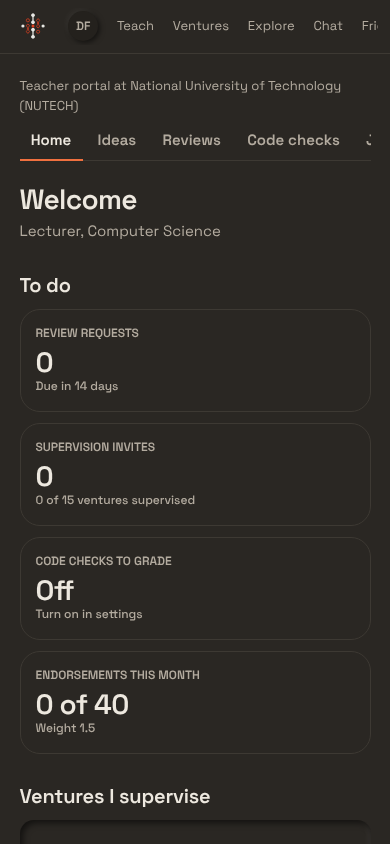 DF Teach Ventures Explore Chat
Teacher portal at National University of Technology
(NUTECH)
Home Ideas Reviews Code checks
Welcome
Lecturer, Computer Science
To do
REVIEW REQUESTS
0
Due in 14 days
SUPERVISION INVITES
0
0 of 15 ventures supervised
CODE CHECKS TO GRADE
Off
Turn on in settings
ENDORSEMENTS THIS MONTH
0 of 40
Weight 1.5
Ventures I supervise